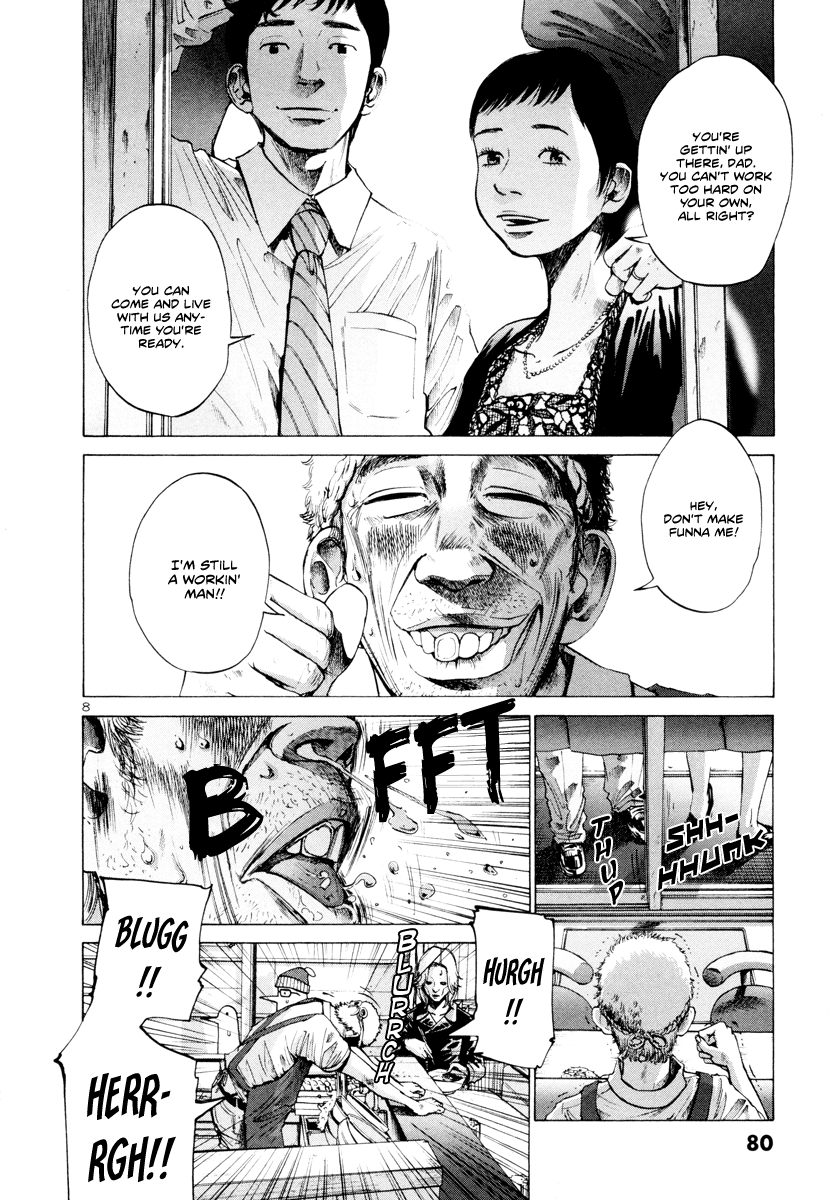 YOU'RE
GETTIN' UP
THERE, DAD.
YOU CAN'T WORK
TOO HARD ON
YOUR OWN,
ALL RIGHT?
YOU CAN
COME AND LIVE
WITH US ANY-
TIME YOU'RE
READY.
HEY,
DON'T MAKE
FUNNA ME!
I'M STILL
A WORKIN'
MAN!!
8
SHH-
HHUNK
THUD
BFFT
HURGH
!!
BLURRCH
BLUGG
!!
HERR-
RGH!!
80